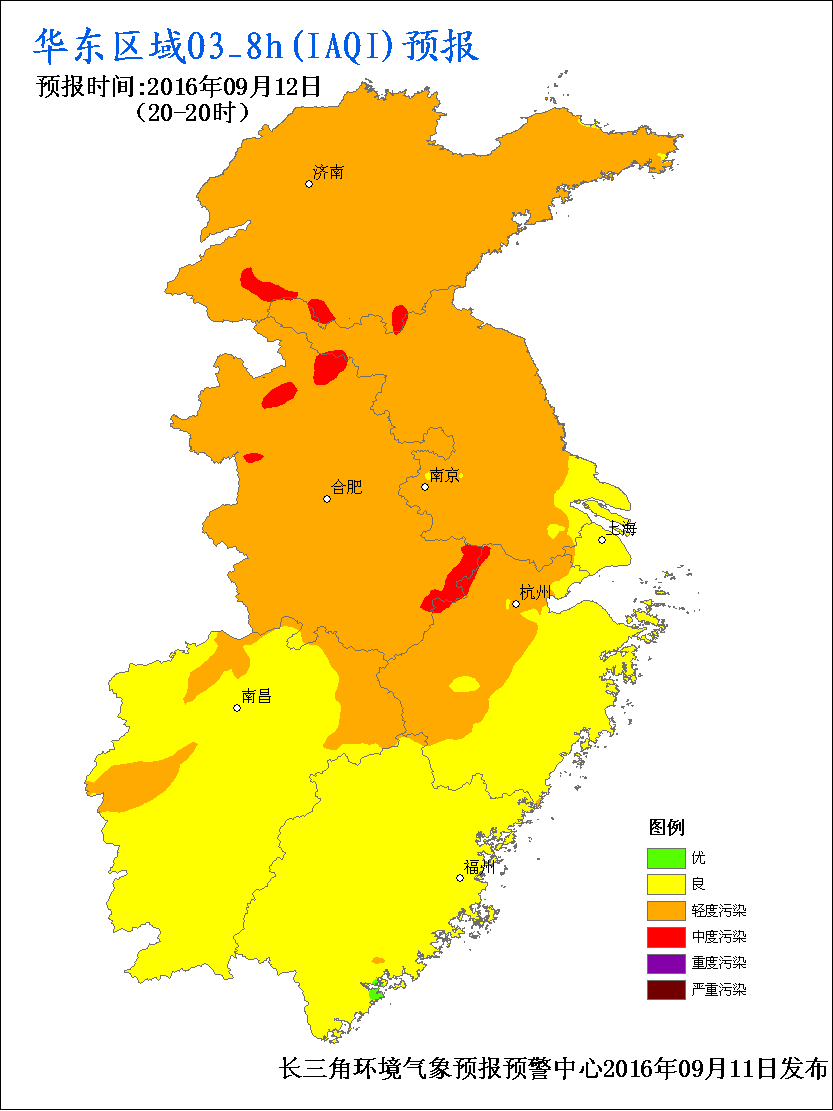 华东区域O3_8h(IAQI)预报
预报时间:2016年09月12日
(20-20时)
济南
南京
合肥
上海
杭州
南昌
福州
图例
优
良
轻度污染
中度污染
重度污染
严重污染
长三角环境气象预报预警中心2016年09月11日发布